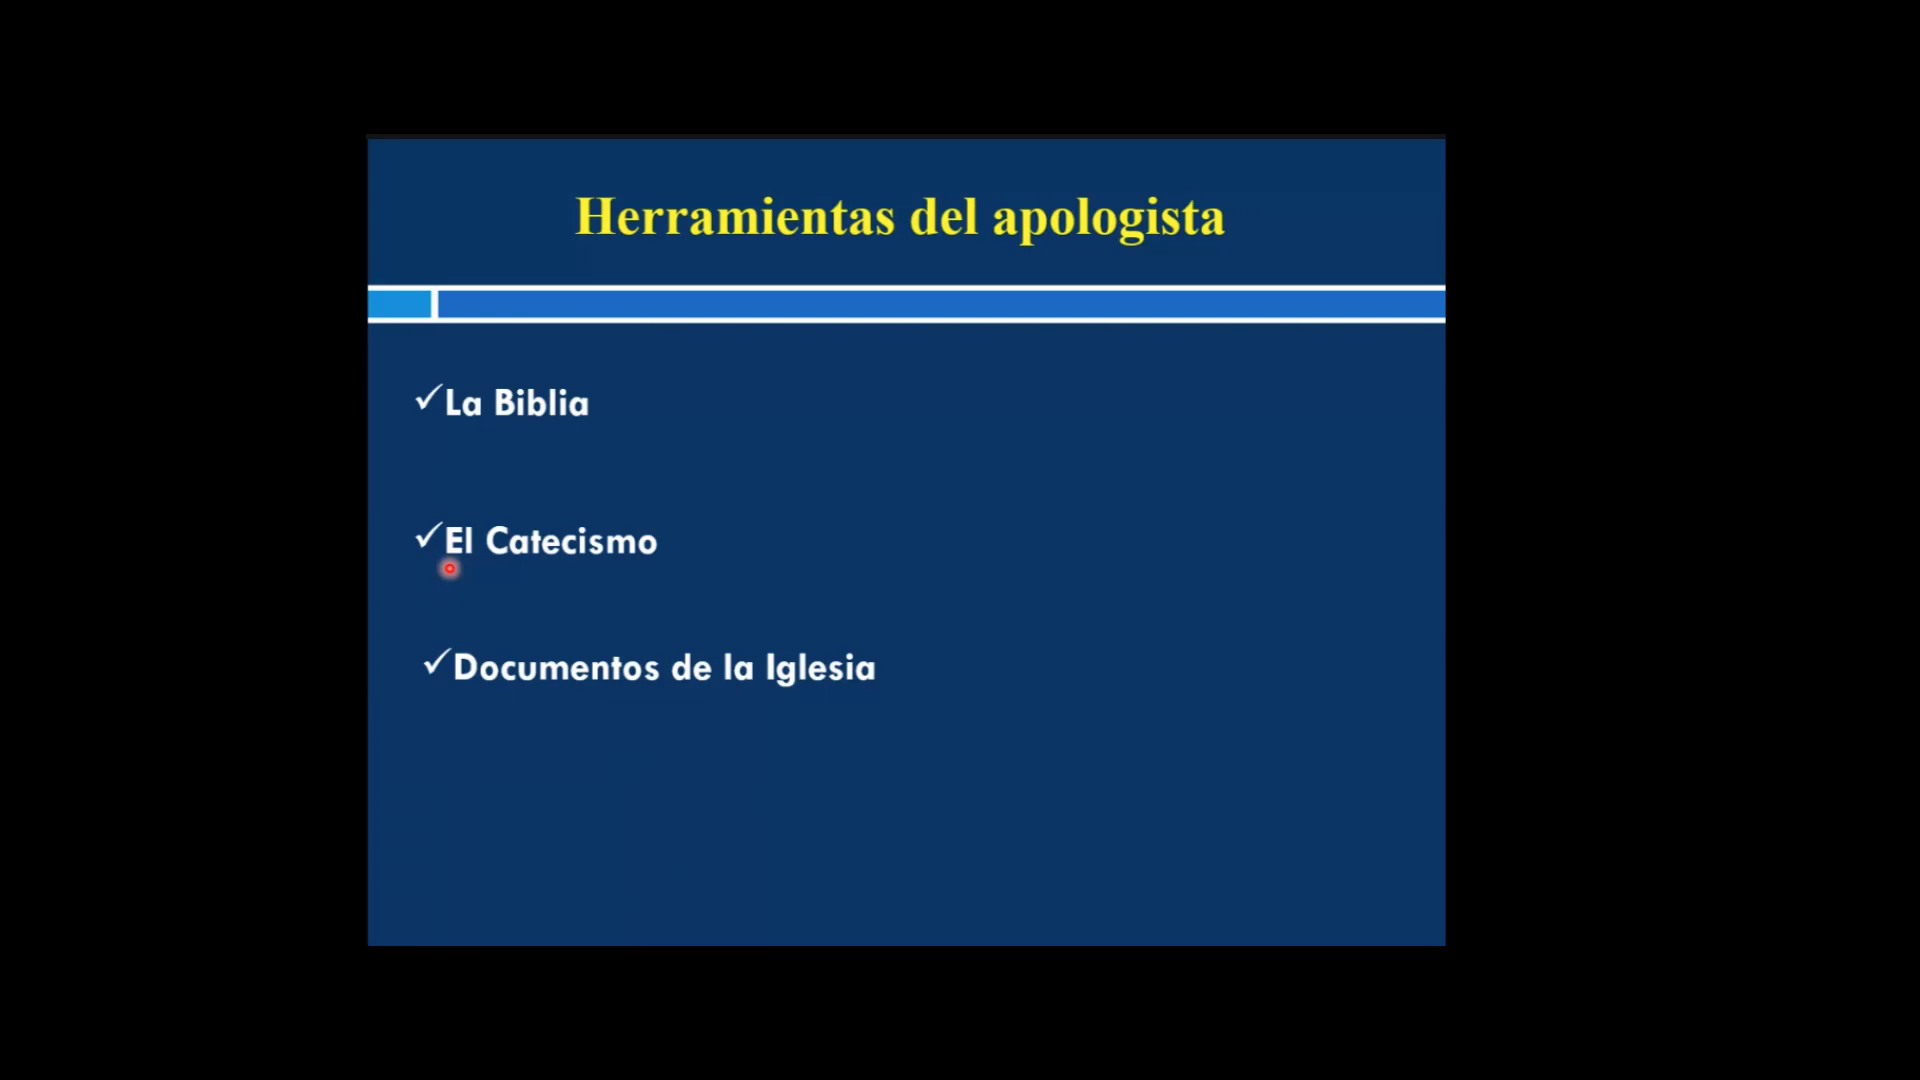 Herramientas del apologista
✓La Biblia
✓El Catecismo
✓Documentos de la Iglesia